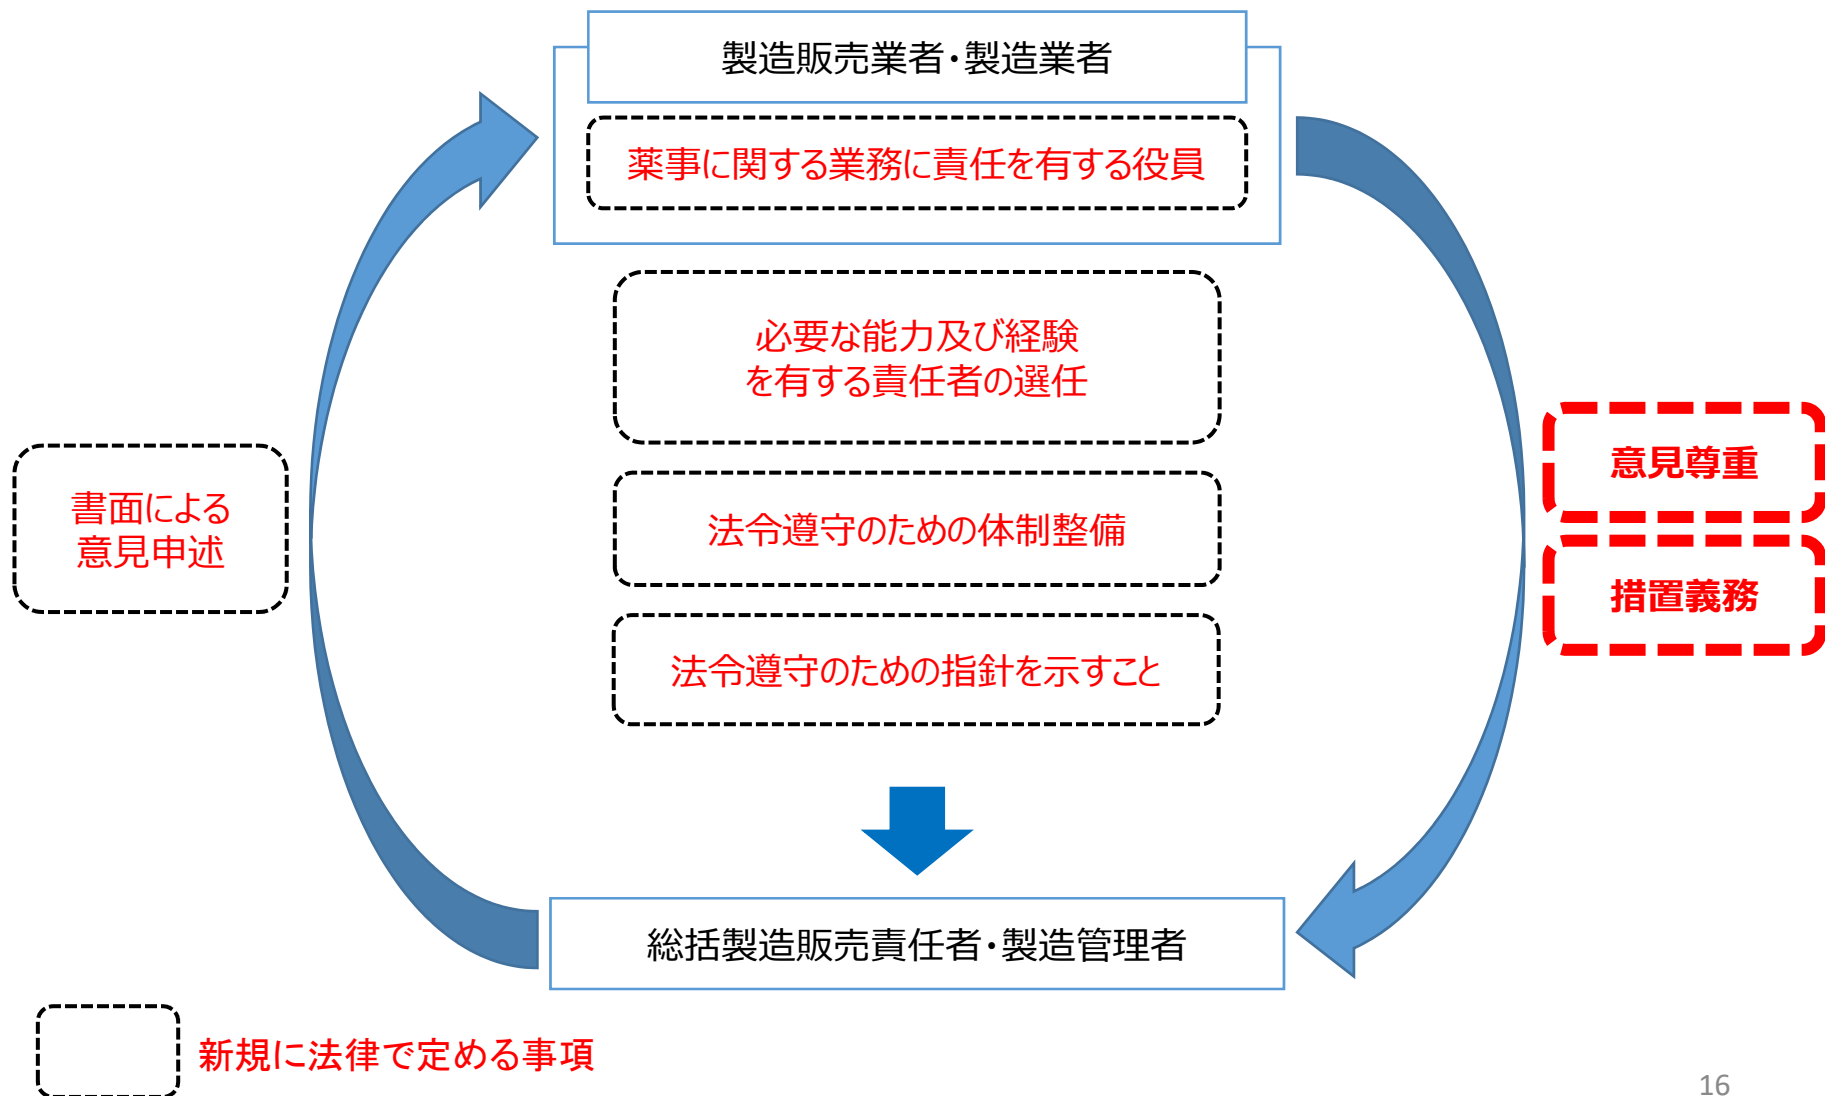 製造販売業者・製造業者
薬事に関する業務に責任を有する役員
必要な能力及び経験
を有する責任者の選任
書面による
意見申述
法令遵守のための体制整備
法令遵守のための指針を示すこと
意見尊重
措置義務
総括製造販売責任者・製造管理者
新規に法律で定める事項
16